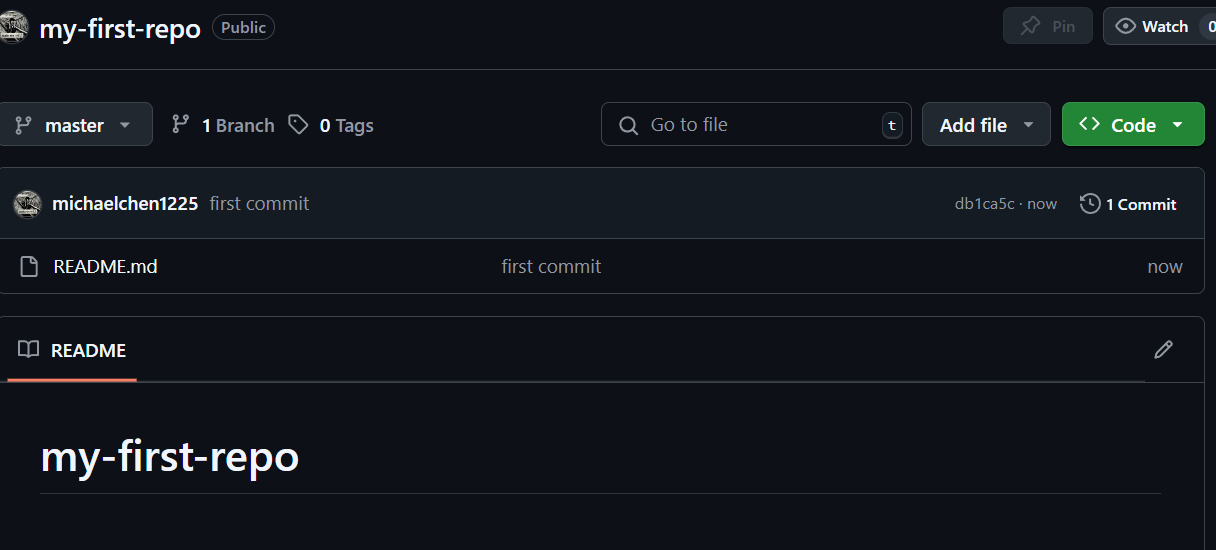 my-first-repo Public Pin Watch 0
master 1 Branch 0 Tags Go to file t Add file Code
michaelchen1225 first commit db1ca5c · now 1 Commit
README.md first commit now
README
my-first-repo